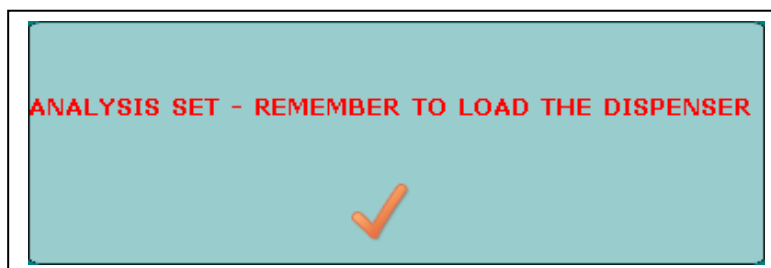 ANALYSIS SET - REMEMBER TO LOAD THE DISPENSER